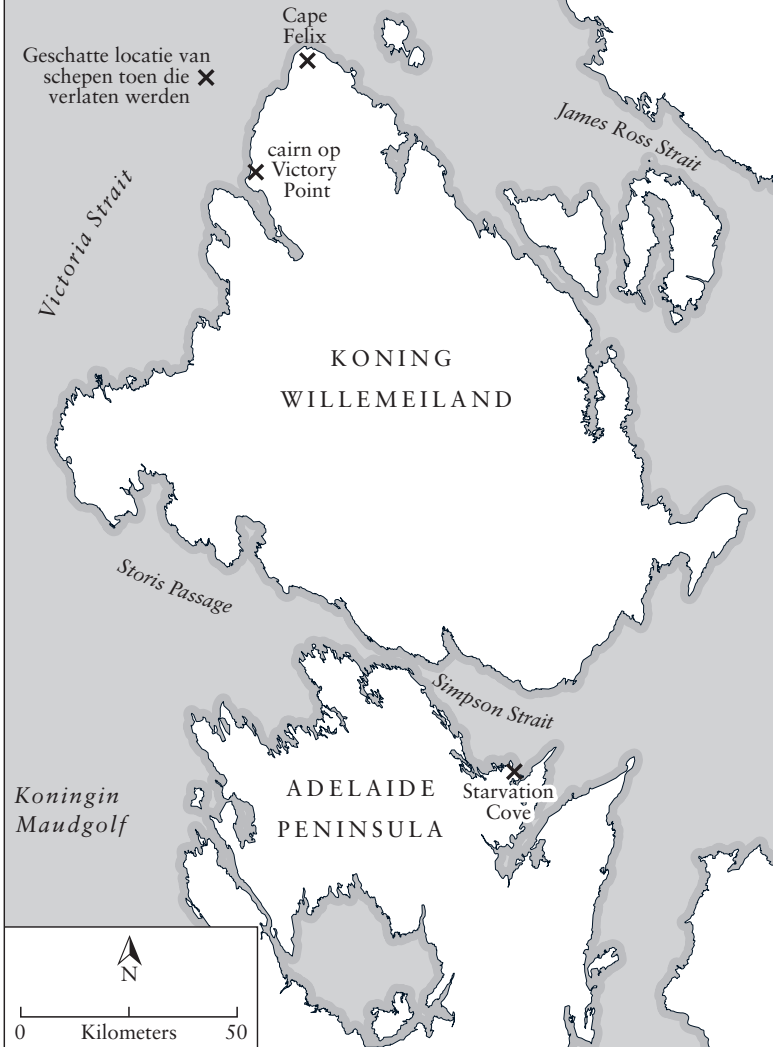 Cape
Felix
Geschatte locatie van
schepen toen die
verlaten werden
James Ross Strait
cairn op
Victory
Point
Victoria Strait
KONING
WILLEMEILAND
Storis Passage
Simpson Strait
Koningin
Maudgolf
ADELAIDE
PENINSULA
Starvation
Cove
N
0 Kilometers 50